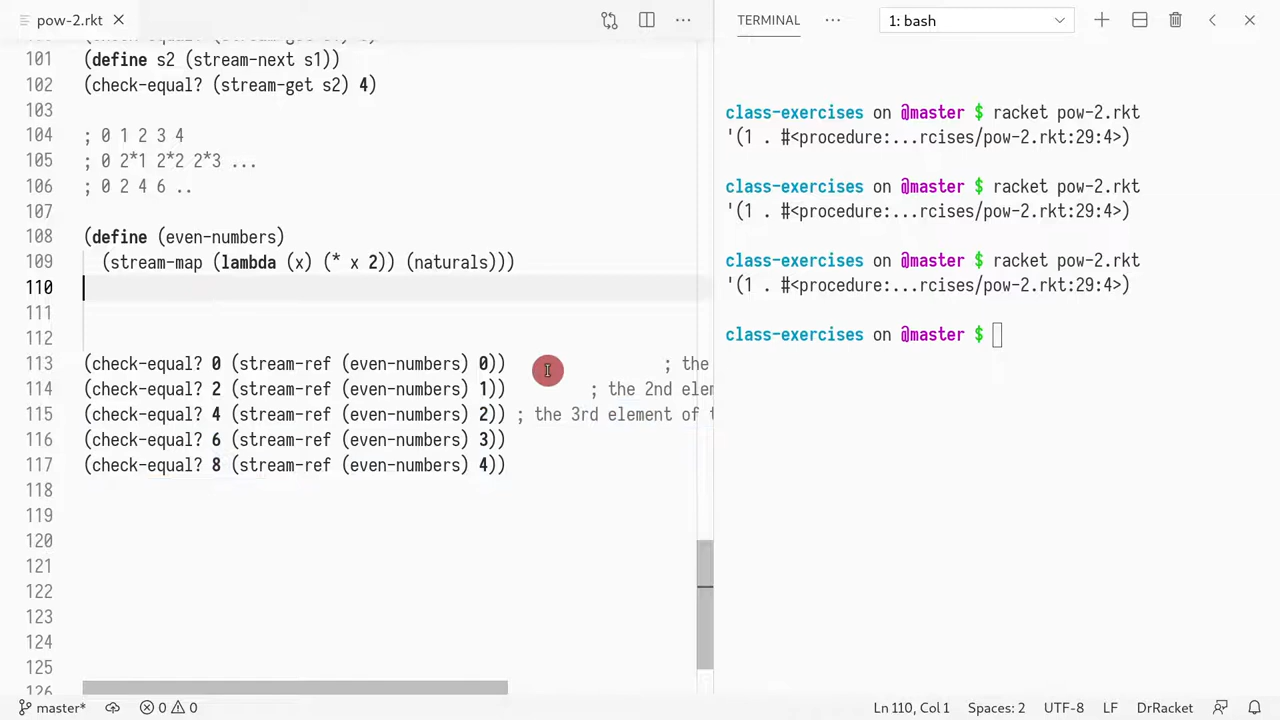 pow-2.rkt
TERMINAL
1: bash
101 (define s2 (stream-next s1))
102 (check-equal? (stream-get s2) 4)
103
104 ; 0 1 2 3 4
105 ; 0 2*1 2*2 2*3 ...
106 ; 0 2 4 6 ..
107
108 (define (even-numbers)
109   (stream-map (lambda (x) (* x 2)) (naturals)))
110
111
112
113 (check-equal? 0 (stream-ref (even-numbers) 0)) ; the
114 (check-equal? 2 (stream-ref (even-numbers) 1)) ; the 2nd elem
115 (check-equal? 4 (stream-ref (even-numbers) 2)) ; the 3rd element of t
116 (check-equal? 6 (stream-ref (even-numbers) 3))
117 (check-equal? 8 (stream-ref (even-numbers) 4))
118
119
120
121
122
123
124
125
126
class-exercises on @master $ racket pow-2.rkt
'(1 . #<procedure:...rcises/pow-2.rkt:29:4>)
class-exercises on @master $ racket pow-2.rkt
'(1 . #<procedure:...rcises/pow-2.rkt:29:4>)
class-exercises on @master $ racket pow-2.rkt
'(1 . #<procedure:...rcises/pow-2.rkt:29:4>)
class-exercises on @master $
master* 0 0 Ln 110, Col 1 Spaces: 2 UTF-8 LF DrRacket